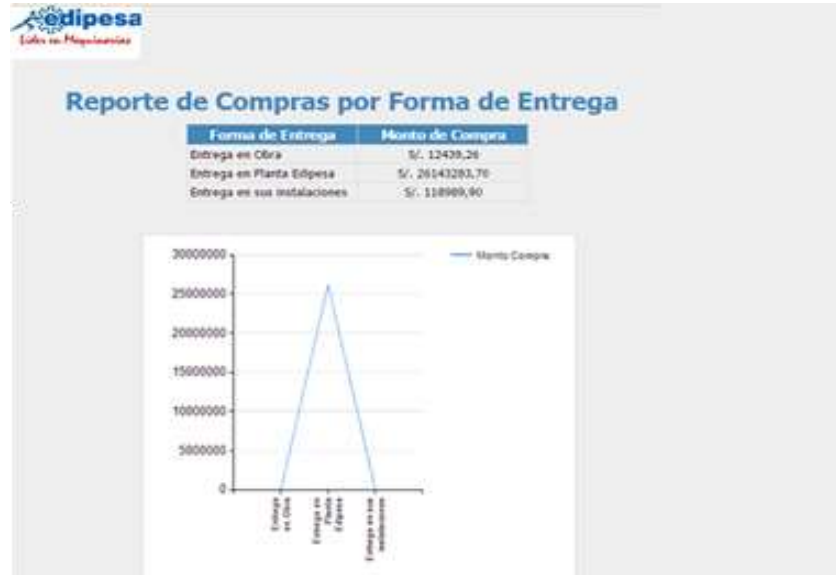 edipesa
Líder en Maquinarias
Reporte de Compras por Forma de Entrega
Forma de Entrega Monto de Compra
Entrega en Obra S/. 12439,26
Entrega en Planta Edipesa S/. 26143283,70
Entrega en sus instalaciones S/. 118989,90
30000000
Monto Compra
25000000
20000000
15000000
10000000
5000000
0
Entrega
en Obra
Entrega en
Planta
Edipesa
Entrega en sus
instalaciones